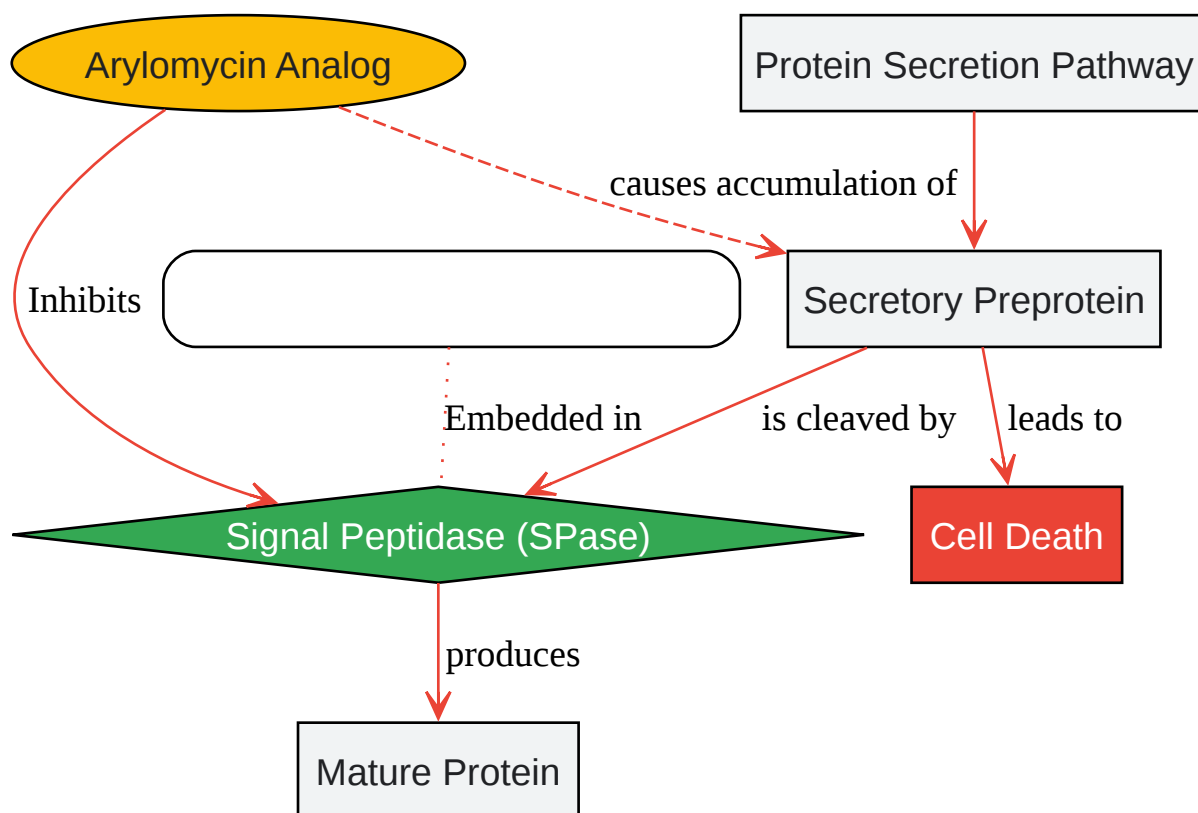 Arylomycin Analog
Protein Secretion Pathway
causes accumulation of
Inhibits
Secretory Preprotein
Embedded in
is cleaved by
leads to
Signal Peptidase (SPase)
Cell Death
produces
Mature Protein